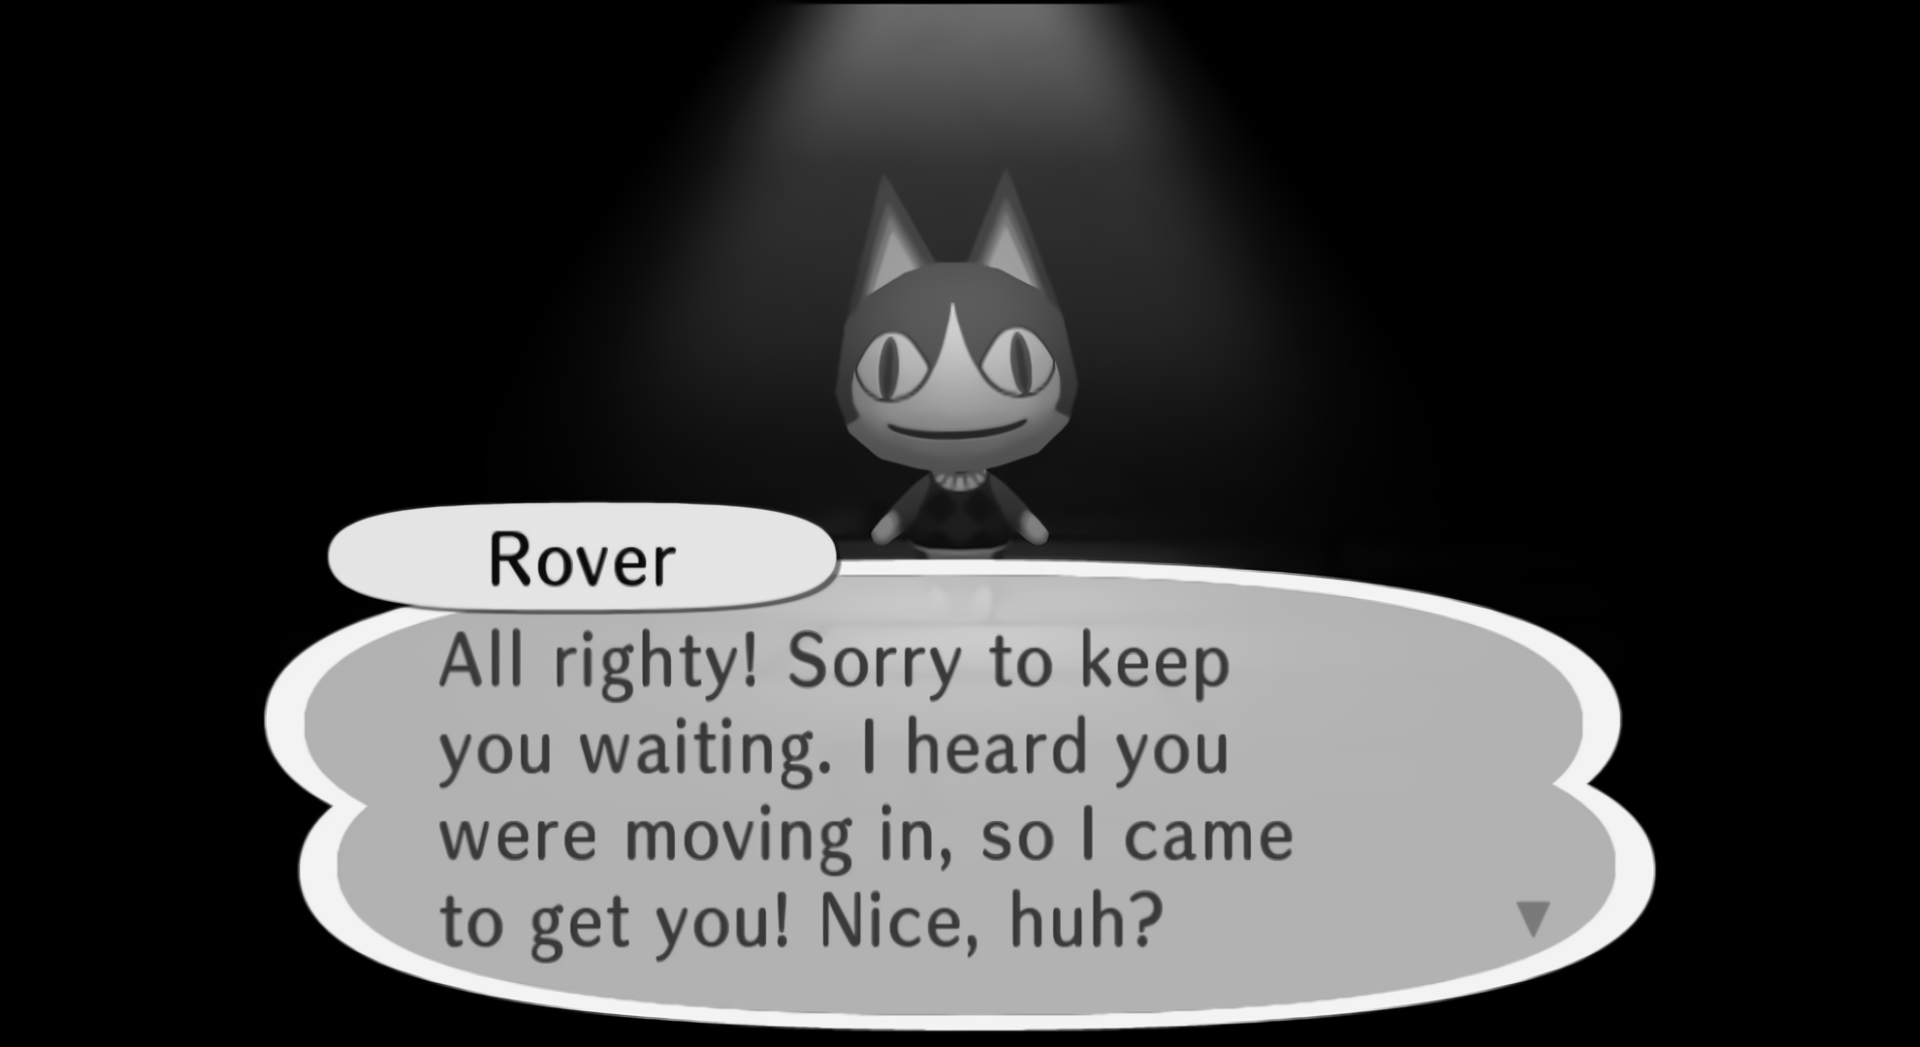 Rover
All righty! Sorry to keep
you waiting. I heard you
were moving in, so I came
to get you! Nice, huh?